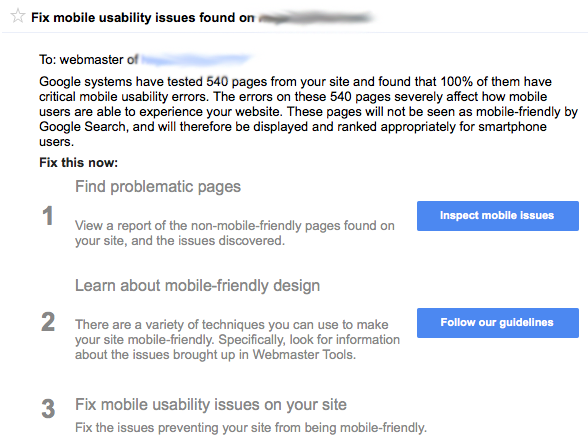 Fix mobile usability issues found on
To: webmaster of
Google systems have tested 540 pages from your site and found that 100% of them have
critical mobile usability errors. The errors on these 540 pages severely affect how mobile
users are able to experience your website. These pages will not be seen as mobile-friendly by
Google Search, and will therefore be displayed and ranked appropriately for smartphone
users.
Fix this now:
Find problematic pages
1
View a report of the non-mobile-friendly pages found on
your site, and the issues discovered.
Inspect mobile issues
Learn about mobile-friendly design
2
There are a variety of techniques you can use to make
your site mobile-friendly. Specifically, look for information
about the issues brought up in Webmaster Tools.
Follow our guidelines
3
Fix mobile usability issues on your site
Fix the issues preventing your site from being mobile-friendly.